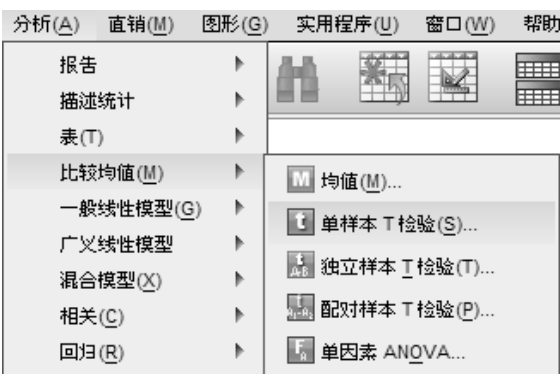 分析(A) 直销(M) 图形(G) 实用程序(U) 窗口(W) 帮助
报告
描述统计
表(T)
比较均值(M)
一般线性模型(G)
广义线性模型
混合模型(X)
相关(C)
回归(R)
M 均值(M)...
t 单样本 T 检验(S)...
独立样本 T 检验(T)...
配对样本 T 检验(P)...
单因素 ANOVA...